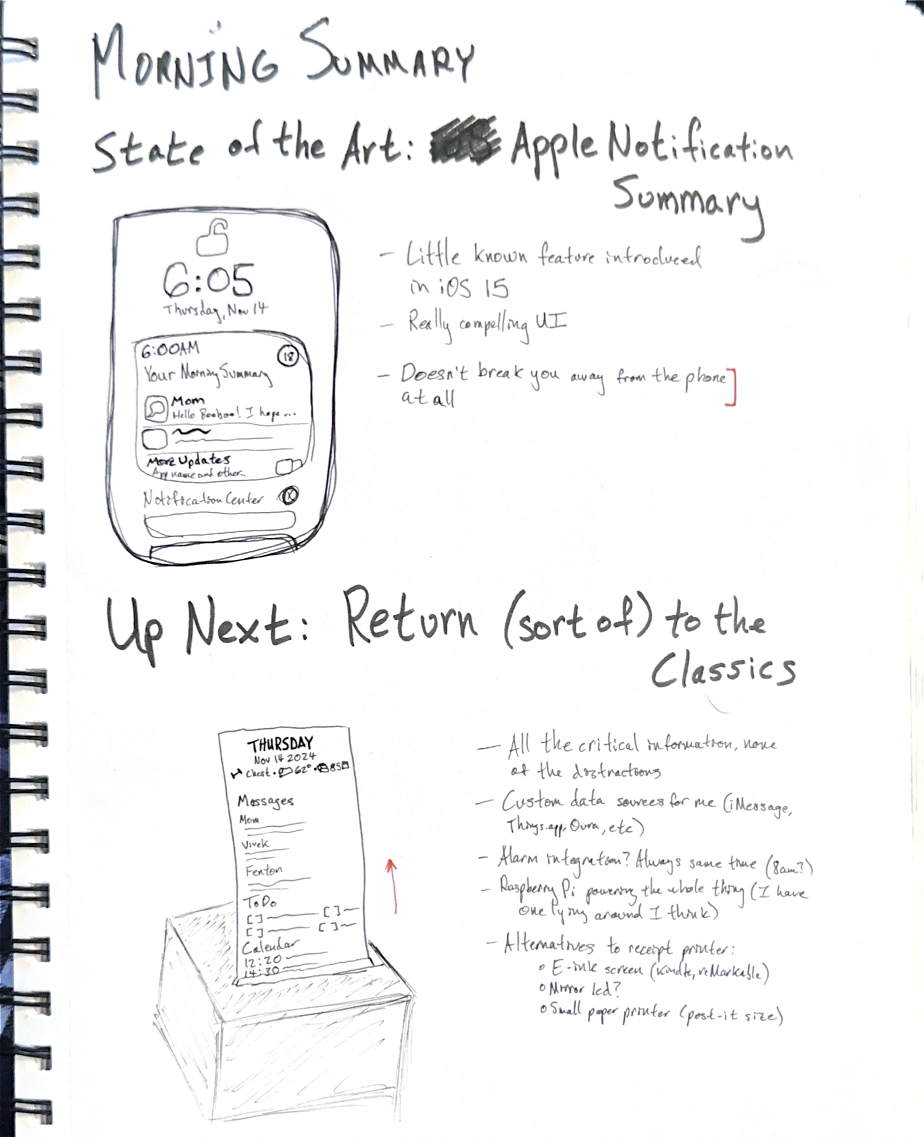 MORNING SUMMARY
State of the Art: Apple Notification
Summary
6:05
Thursday, Nov 14
6:00AM
18
Your Morning Summary
Mom
Hello Booboo! I hope ...
More Updates
App name and other
Notification Center
X
- Little known feature introduced
in iOS 15
- Really compelling UI
- Doesn't break you away from the phone]
at all
Up Next: Return (sort of) to the
Classics
THURSDAY
Nov 14 2024
Chest • 62° • 85
Messages
Mom
Vivek
Fenton
ToDo
[ ] [ ]
[ ] [ ]
Calendar
12:20
14:30
- All the critical information, none
of the distractions
- Custom data sources for me (iMessage,
Things.app, Oura, etc)
- Alarm integration? Always same time (8am?)
- Raspberry Pi powering the whole thing (I have
one lying around I think)
- Alternatives to receipt printer:
o E-ink screen (Kindle, reMarkable)
o Mirror lcd?
o Small paper printer (post-it size)